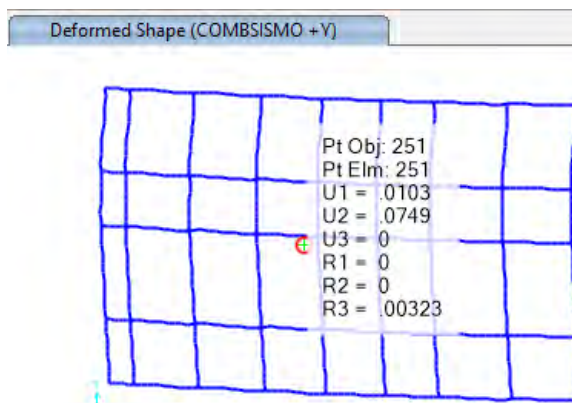 Deformed Shape (COMBSISMO +Y)
Pt Obj: 251
Pt Elm: 251
U1 = .0103
U2 = .0749
U3 = 0
R1 = 0
R2 = 0
R3 = .00323